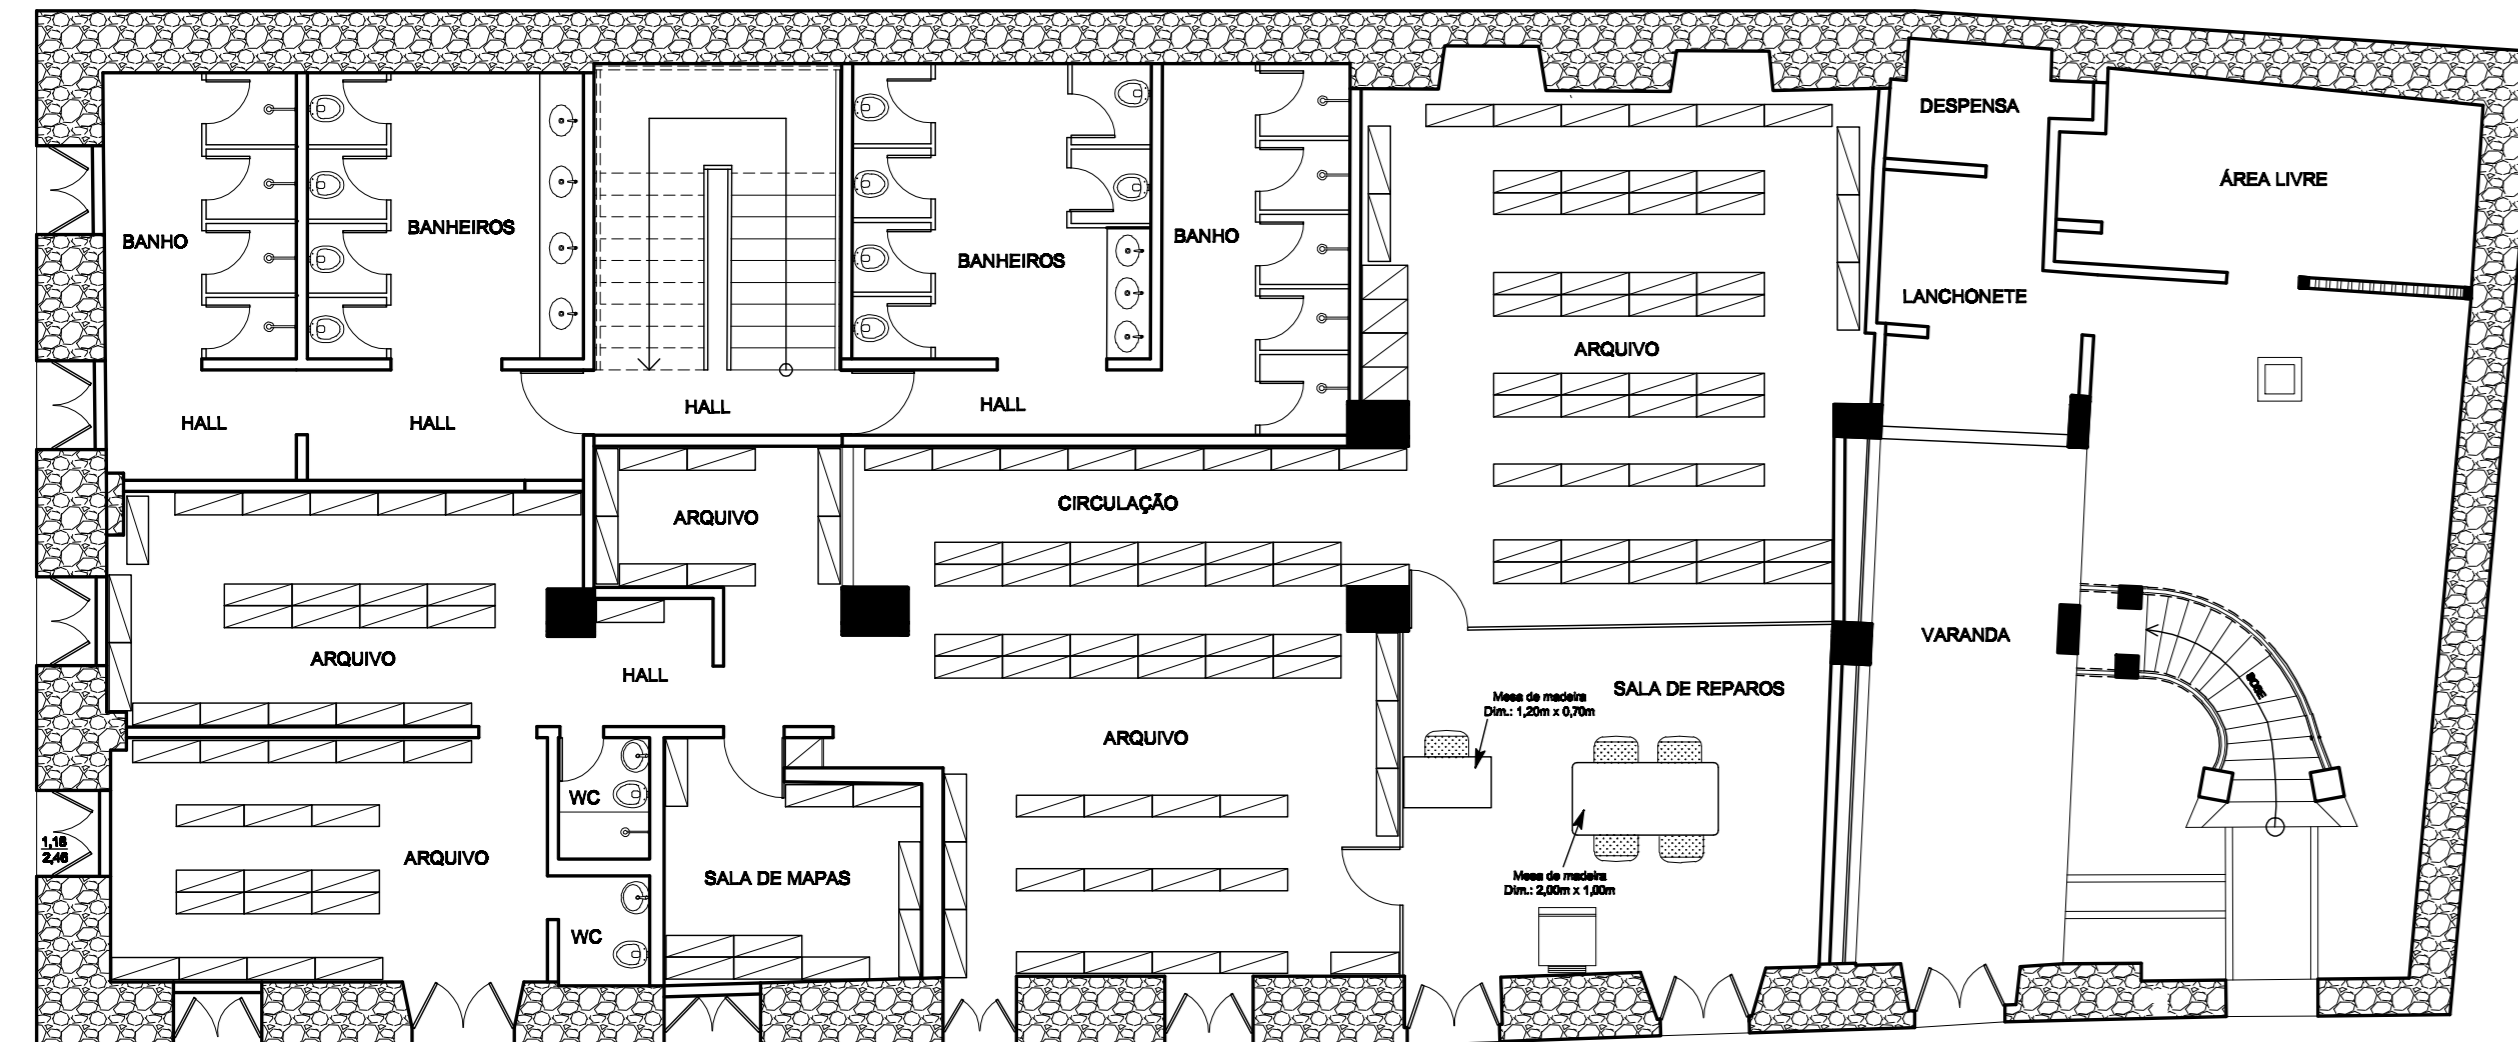 DESPENSA
ÁREA LIVRE
BANHO
BANHEIROS
BANHEIROS
BANHO
LANCHONETE
ARQUIVO
HALL
HALL
HALL
HALL
ARQUIVO
CIRCULAÇÃO
ARQUIVO
HALL
VARANDA
SALA DE REPAROS
SOBE
Mesa de madeira
Dim.: 1,20m x 0,70m
ARQUIVO
WC
1,18
2,46
ARQUIVO
SALA DE MAPAS
Mesa de madeira
Dim.: 2,00m x 1,00m
WC